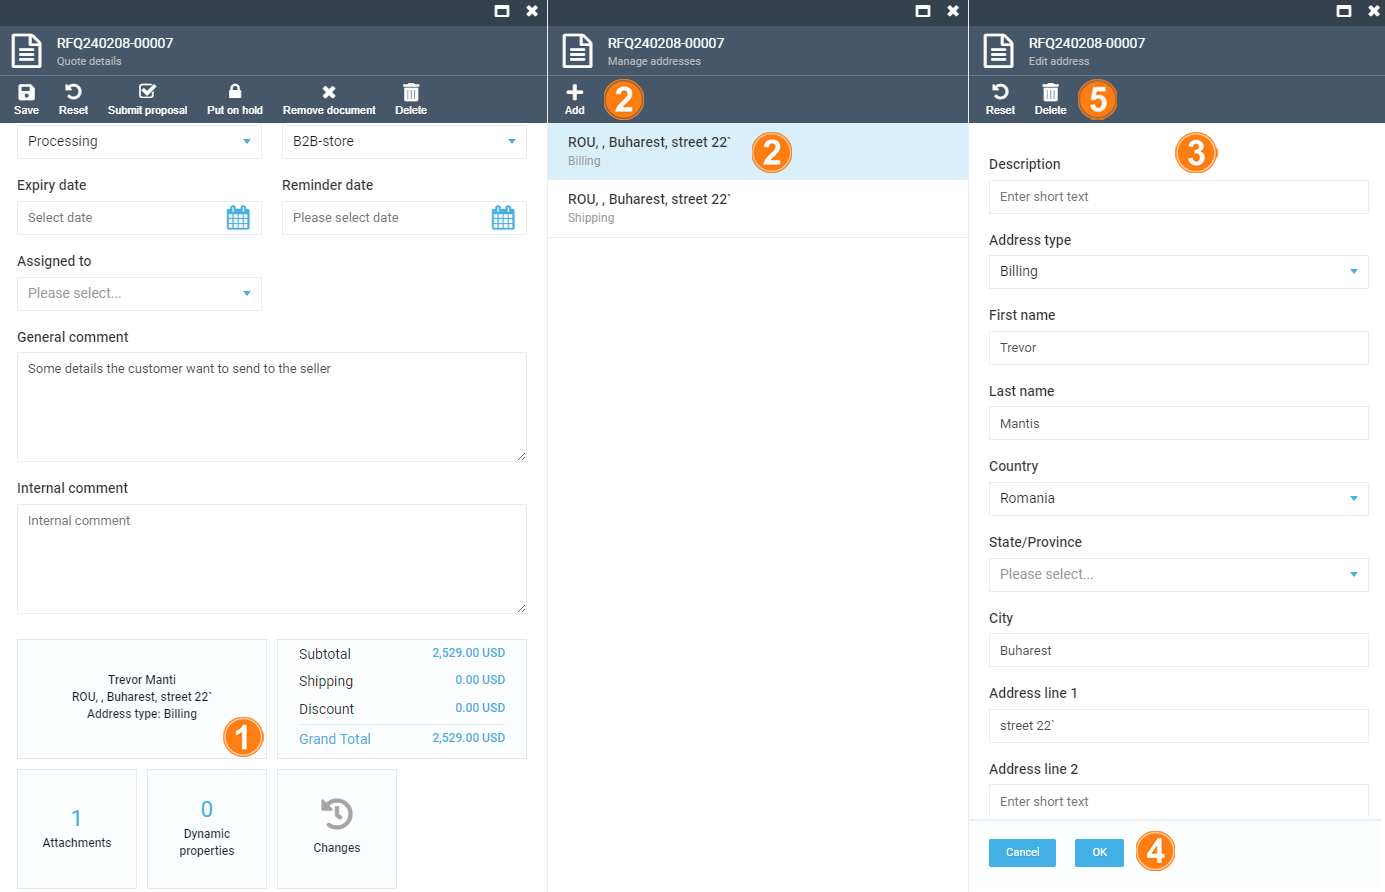 RFQ240208-00007
Quote details
Save
Reset
Submit proposal
Put on hold
Remove document
Delete
Processing
B2B-store
Expiry date
Reminder date
Select date
Please select date
Assigned to
Please select...
General comment
Some details the customer want to send to the seller
Internal comment
Internal comment
Trevor Manti
ROU, , Buharest, street 22`
Address type: Billing
1
Subtotal 2,529.00 USD
Shipping 0.00 USD
Discount 0.00 USD
Grand Total 2,529.00 USD
1
Attachments
0
Dynamic
properties
Changes
RFQ240208-00007
Manage addresses
Add
2
ROU, , Buharest, street 22`
Billing
2
ROU, , Buharest, street 22`
Shipping
RFQ240208-00007
Edit address
Reset
Delete
5
3
Description
Enter short text
Address type
Billing
First name
Trevor
Last name
Mantis
Country
Romania
State/Province
Please select...
City
Buharest
Address line 1
street 22`
Address line 2
Enter short text
Cancel
OK
4